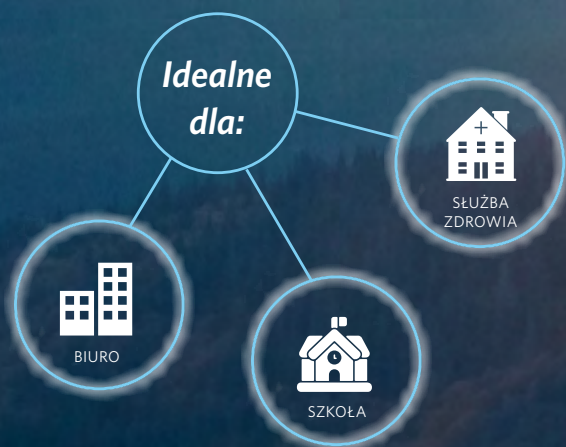 Idealne
dla:
SŁUŻBA
ZDROWIA
BIURO
SZKOŁA